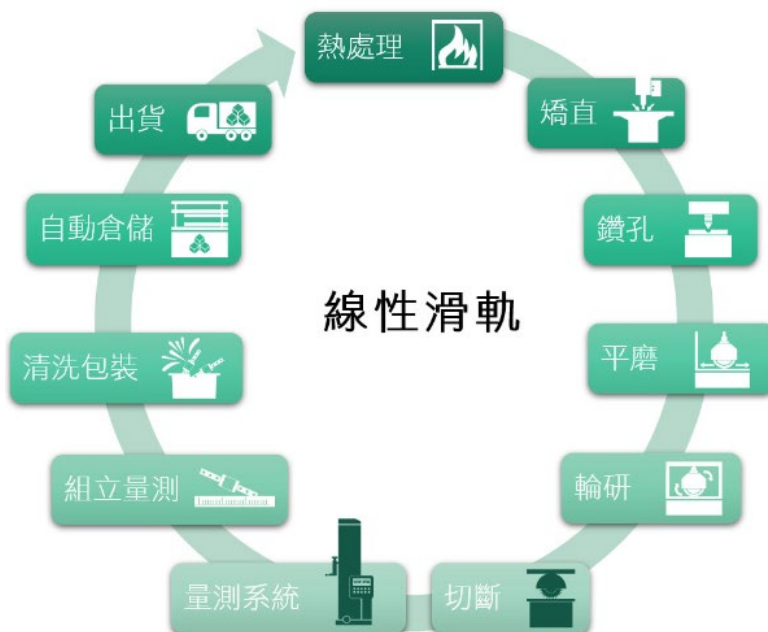 熱處理
矯直
鑽孔
平磨
輪研
切斷
量測系統
組立量測
清洗包裝
自動倉儲
出貨
線性滑軌